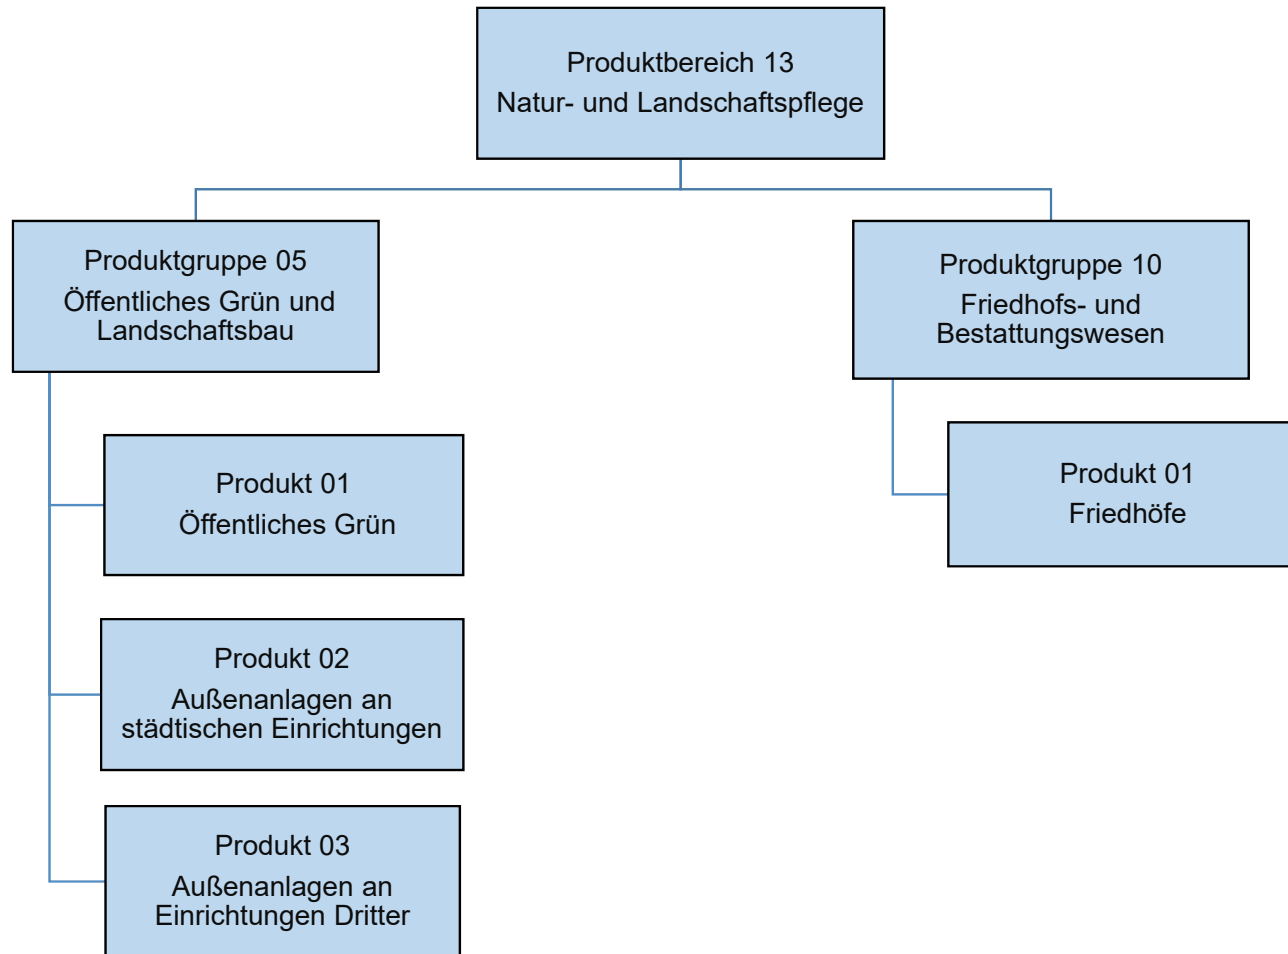 Produktbereich 13
Natur- und Landschaftspflege
Produktgruppe 05
Öffentliches Grün und
Landschaftsbau
Produktgruppe 10
Friedhofs- und
Bestattungswesen
Produkt 01
Öffentliches Grün
Produkt 01
Friedhöfe
Produkt 02
Außenanlagen an
städtischen Einrichtungen
Produkt 03
Außenanlagen an
Einrichtungen Dritter